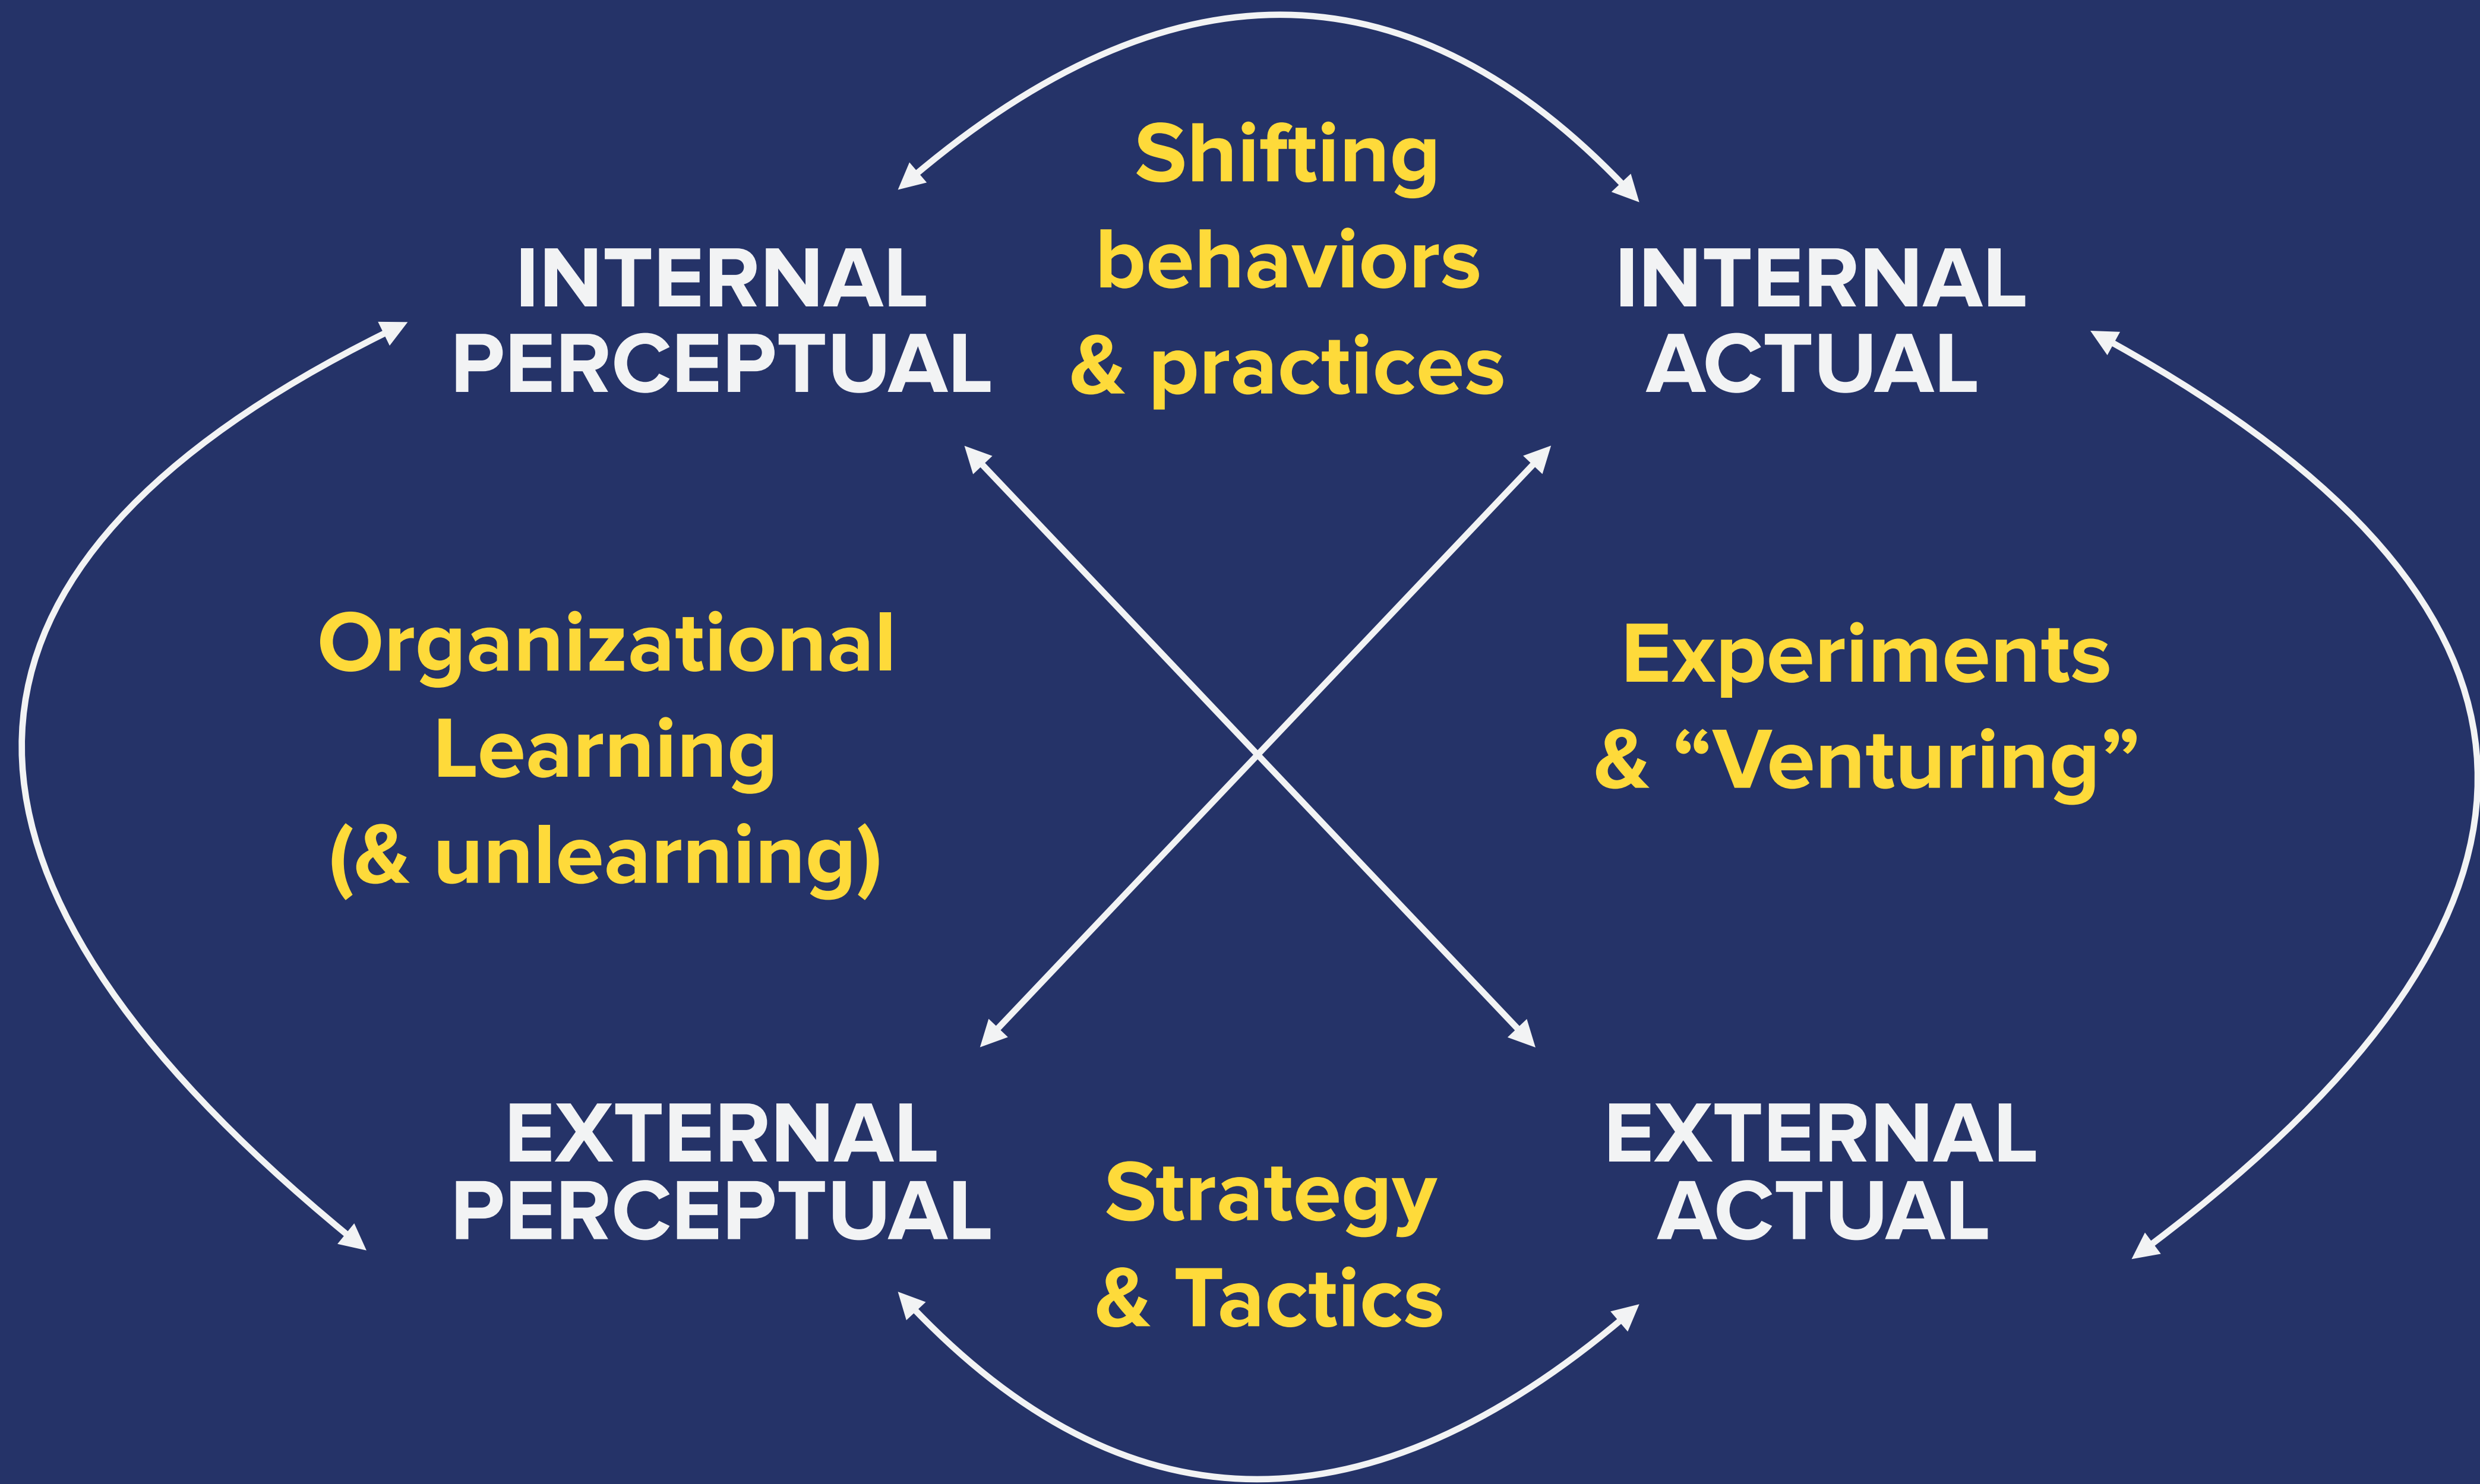 Shifting
behaviors
& practices
INTERNAL
PERCEPTUAL
INTERNAL
ACTUAL
Organizational
Learning
(& unlearning)
Experiments
& “Venturing”
EXTERNAL
PERCEPTUAL
EXTERNAL
ACTUAL
Strategy
& Tactics